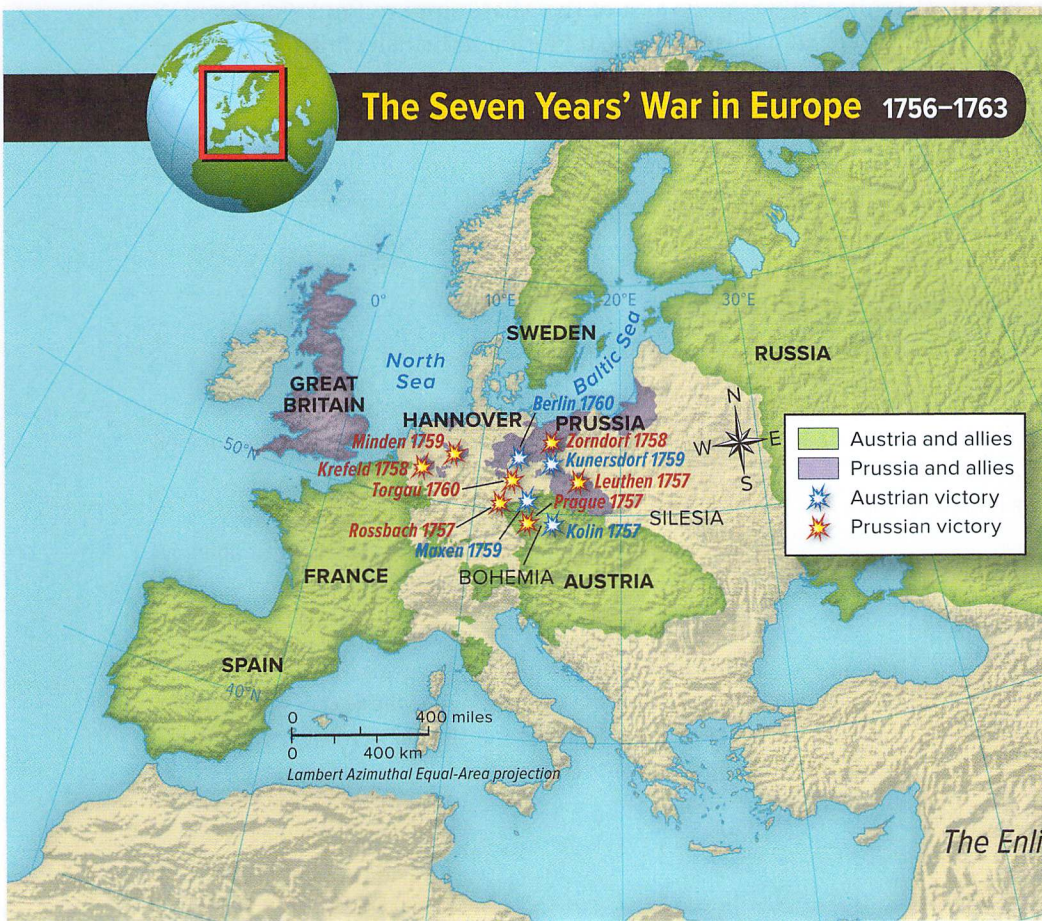 The Seven Years' War in Europe 1756–1763
0°
10°E
20°E
30°E
SWEDEN
Baltic Sea
RUSSIA
North
Sea
GREAT
BRITAIN
N
W
E
S
HANNOVER
Berlin 1760
PRUSSIA
50°N
Minden 1759
Zorndorf 1758
Krefeld 1758
Kunersdorf 1759
Torgau 1760
Leuthen 1757
Prague 1757
Rossbach 1757
SILESIA
Maxen 1759
Kolin 1757
FRANCE
BOHEMIA
AUSTRIA
SPAIN
40°N
Austria and allies
Prussia and allies
Austrian victory
Prussian victory
0
400 miles
0
400 km
Lambert Azimuthal Equal-Area projection
The Enli